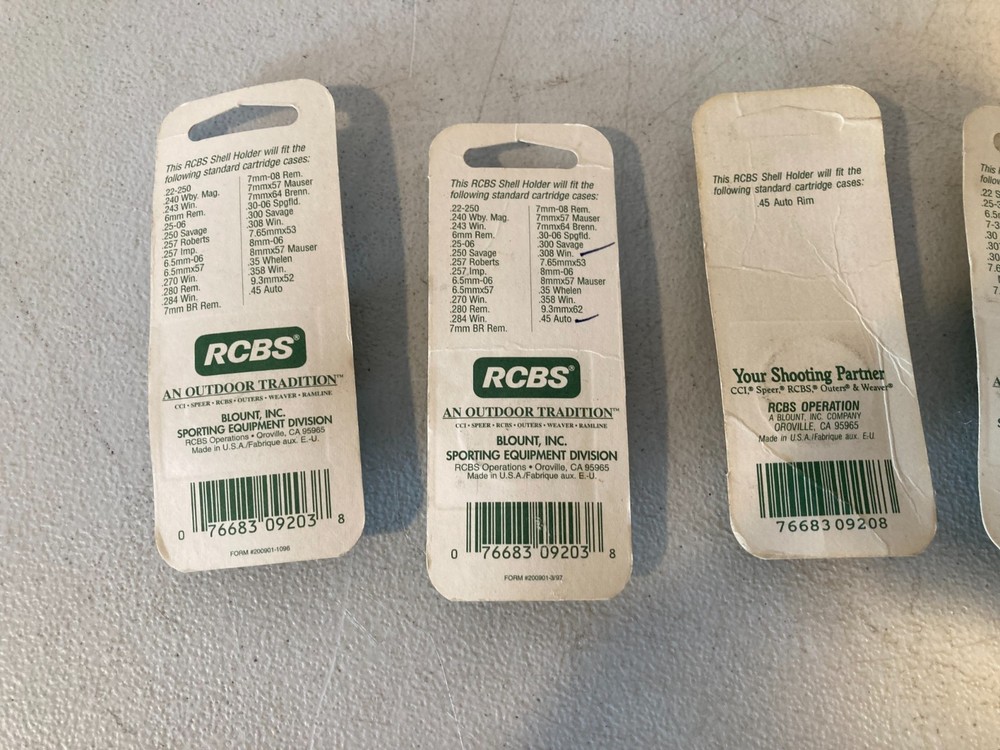 This RCBS Shell Holder will fit the
following standard cartridge cases:
22-250
.240 Wby. Mag.
.243 Win.
6mm Rem.
.25-06
.250 Savage
.257 Roberts
.257 Imp.
6.5mm-06
6.5mmx57
.270 Win.
.280 Rem.
.284 Win.
7mm BR Rem.
7mm-08 Rem.
7mmx57 Mauser
7mmx64 Brenn.
.30-06 Spgfld.
.300 Savage
.308 Win.
7.65mmx53
8mm-06
8mmx57 Mauser
.35 Whelen
.358 Win.
9.3mmx52
.45 Auto
RCBS®
AN OUTDOOR TRADITION™
CCI • SPEER • RCBS • OUTERS • WEAVER • RAMLINE
BLOUNT, INC.
SPORTING EQUIPMENT DIVISION
RCBS Operations • Oroville, CA 95965
Made in U.S.A./Fabrique aux. E.-U.
0 76683 09203 8
FORM #200901-1096
This RCBS Shell Holder will fit the
following standard cartridge cases:
22-250
.240 Wby. Mag.
.243 Win.
6mm Rem.
.25-06
.250 Savage
.257 Roberts
.257 Imp.
6.5mm-06
6.5mmx57
.270 Win.
.280 Rem.
.284 Win.
7mm BR Rem.
7mm-08 Rem.
7mmx57 Mauser
7mmx64 Brenn.
.30-06 Spgfld.
.300 Savage
.308 Win.
7.65mmx53
8mm-06
8mmx57 Mauser
.35 Whelen
.358 Win.
9.3mmx62
.45 Auto
RCBS®
AN OUTDOOR TRADITION™
CCI • SPEER • RCBS • OUTERS • WEAVER • RAMLINE
BLOUNT, INC.
SPORTING EQUIPMENT DIVISION
RCBS Operations • Oroville, CA 95965
Made in U.S.A./Fabrique aux. E.-U.
0 76683 09203 8
FORM #200901-3/97
This RCBS Shell Holder will fit the
following standard cartridge cases:
.45 Auto Rim
Your Shooting Partner
CCI,® Speer,® RCBS,® Outers® & Weaver®
RCBS OPERATION
A BLOUNT, INC. COMPANY
OROVILLE, CA 95965
Made in U.S.A./Fabrique aux. E.-U.
76683 09208